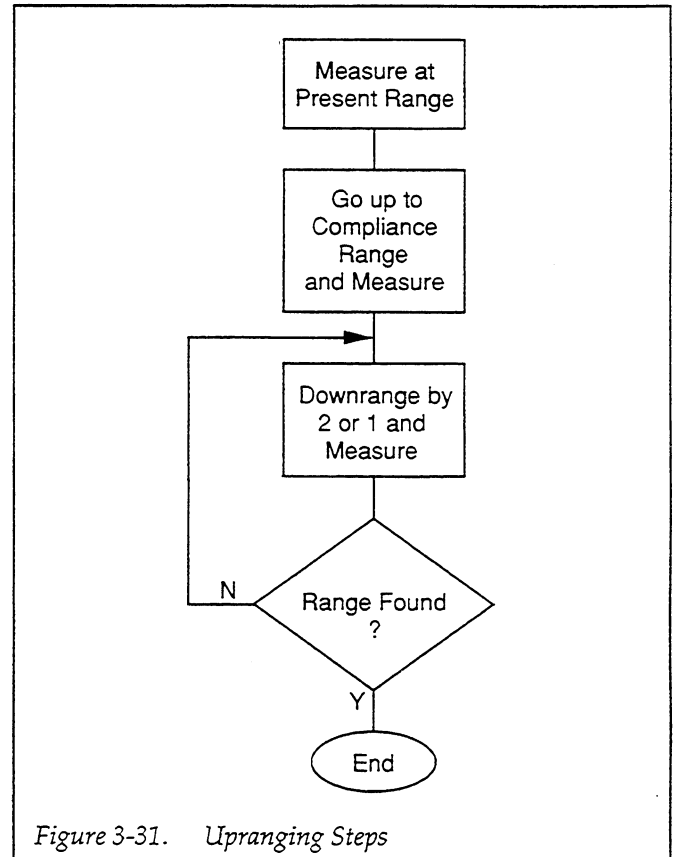 Measure at
Present Range
Go up to
Compliance
Range
and Measure
Downrange by
2 or 1 and
Measure
N
Range Found
?
Y
End
Figure 3-31. Upranging Steps